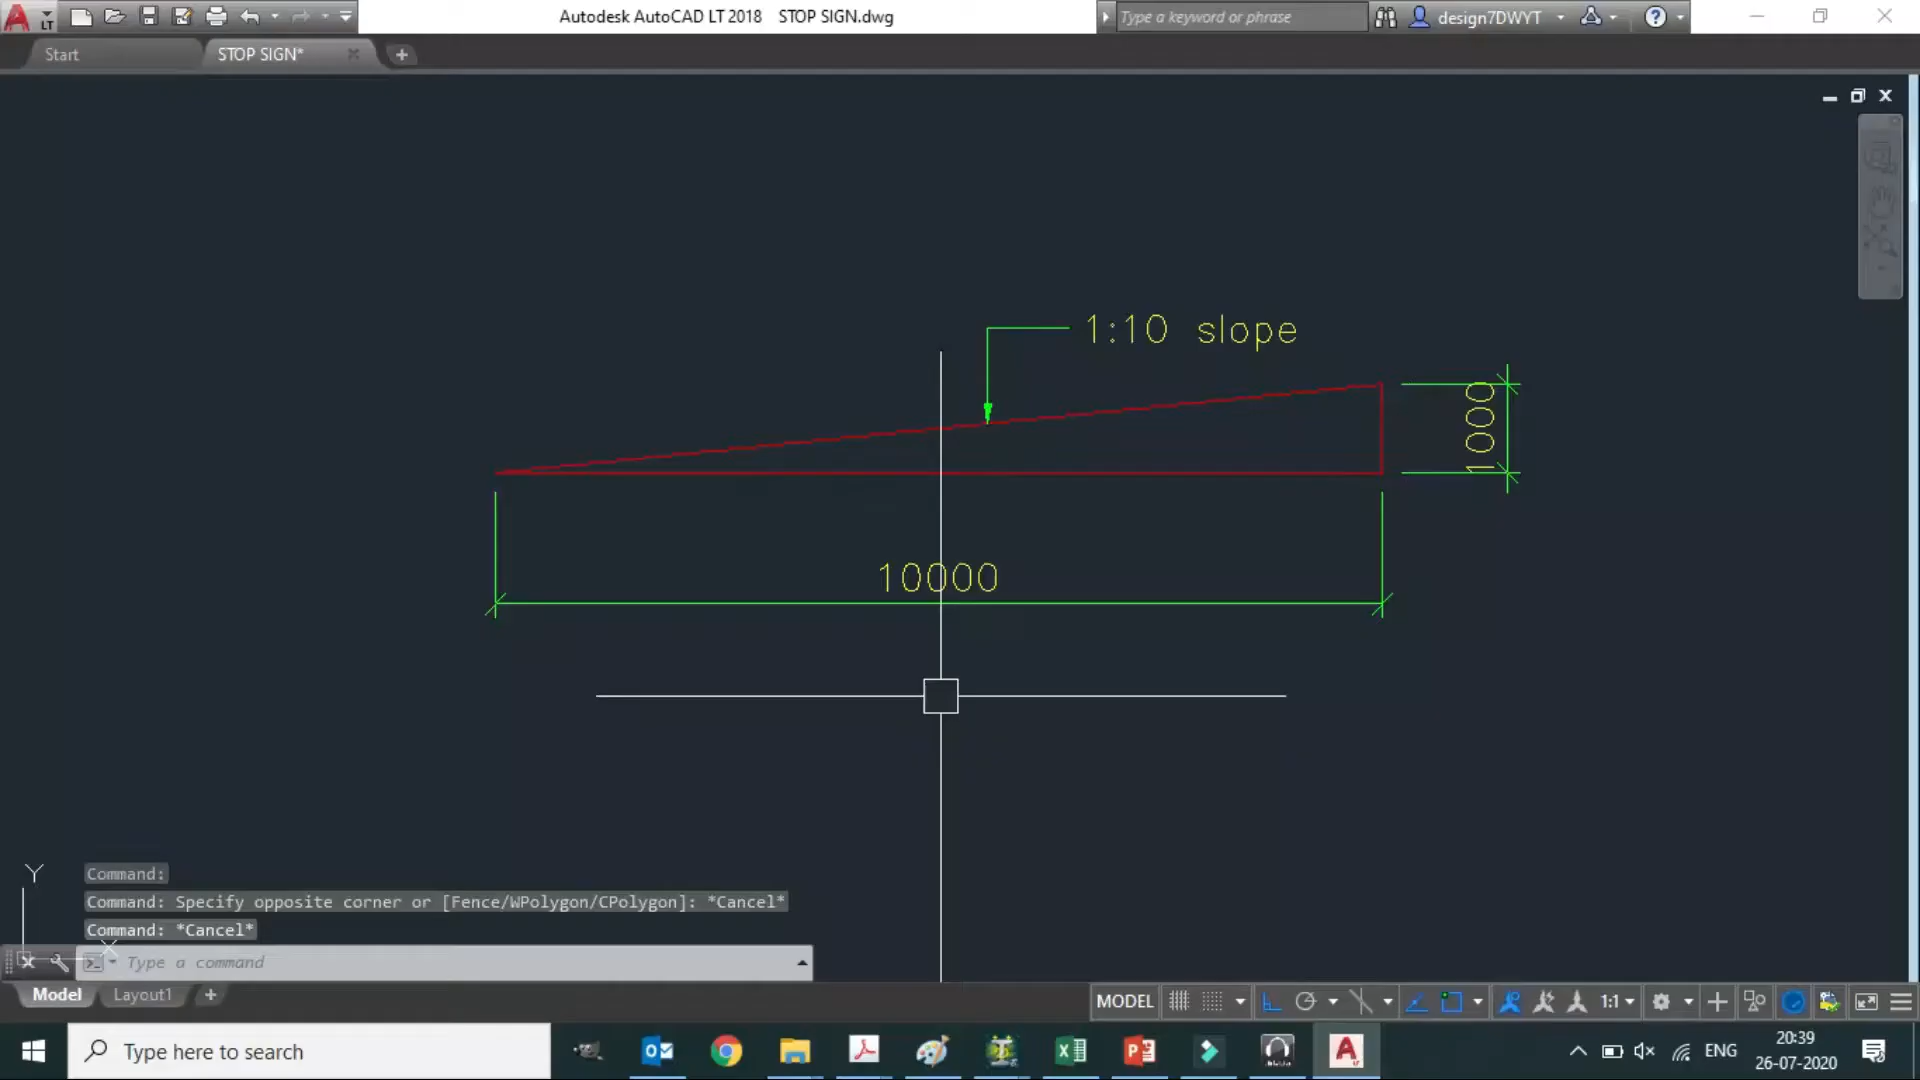 LT
Autodesk AutoCAD LT 2018 STOP SIGN.dwg
Type a keyword or phrase
design7DWYT
?
Start
STOP SIGN*
1:10 slope
1000
10000
Y
X
Command:
Command: Specify opposite corner or [Fence/WPolygon/CPolygon]: *Cancel*
Command: *Cancel*
Type a command
Model
Layout1
MODEL
1:1
Type here to search
ENG
20:39
26-07-2020